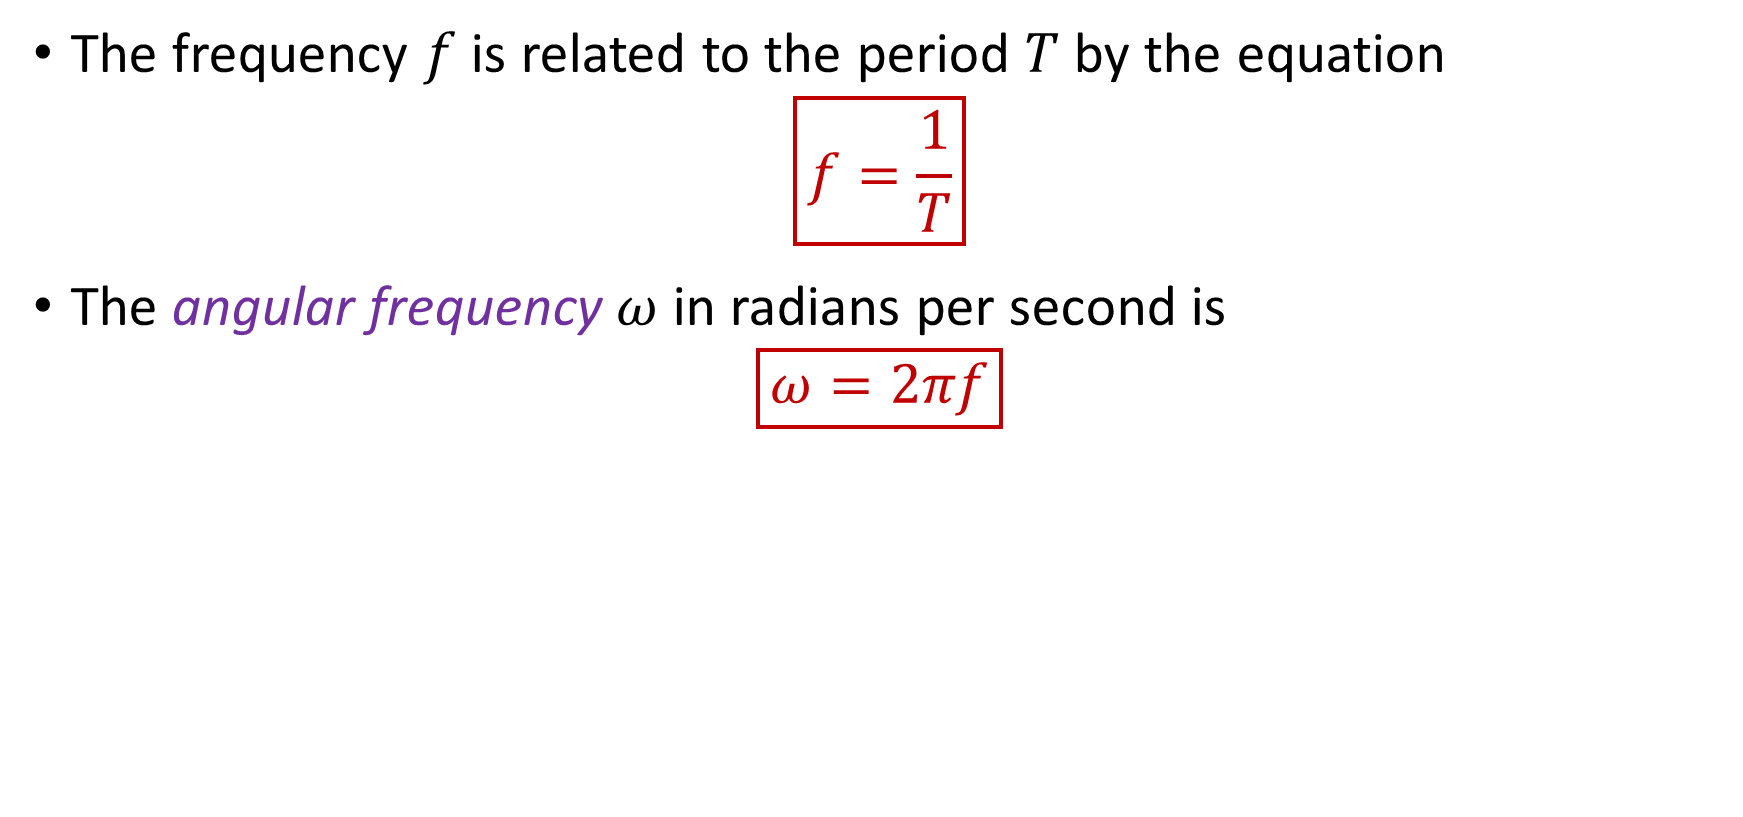 • The frequency 𝑓 is related to the period 𝑇 by the equation
𝑓 = 1/𝑇
• The angular frequency 𝜔 in radians per second is
𝜔 = 2𝜋𝑓